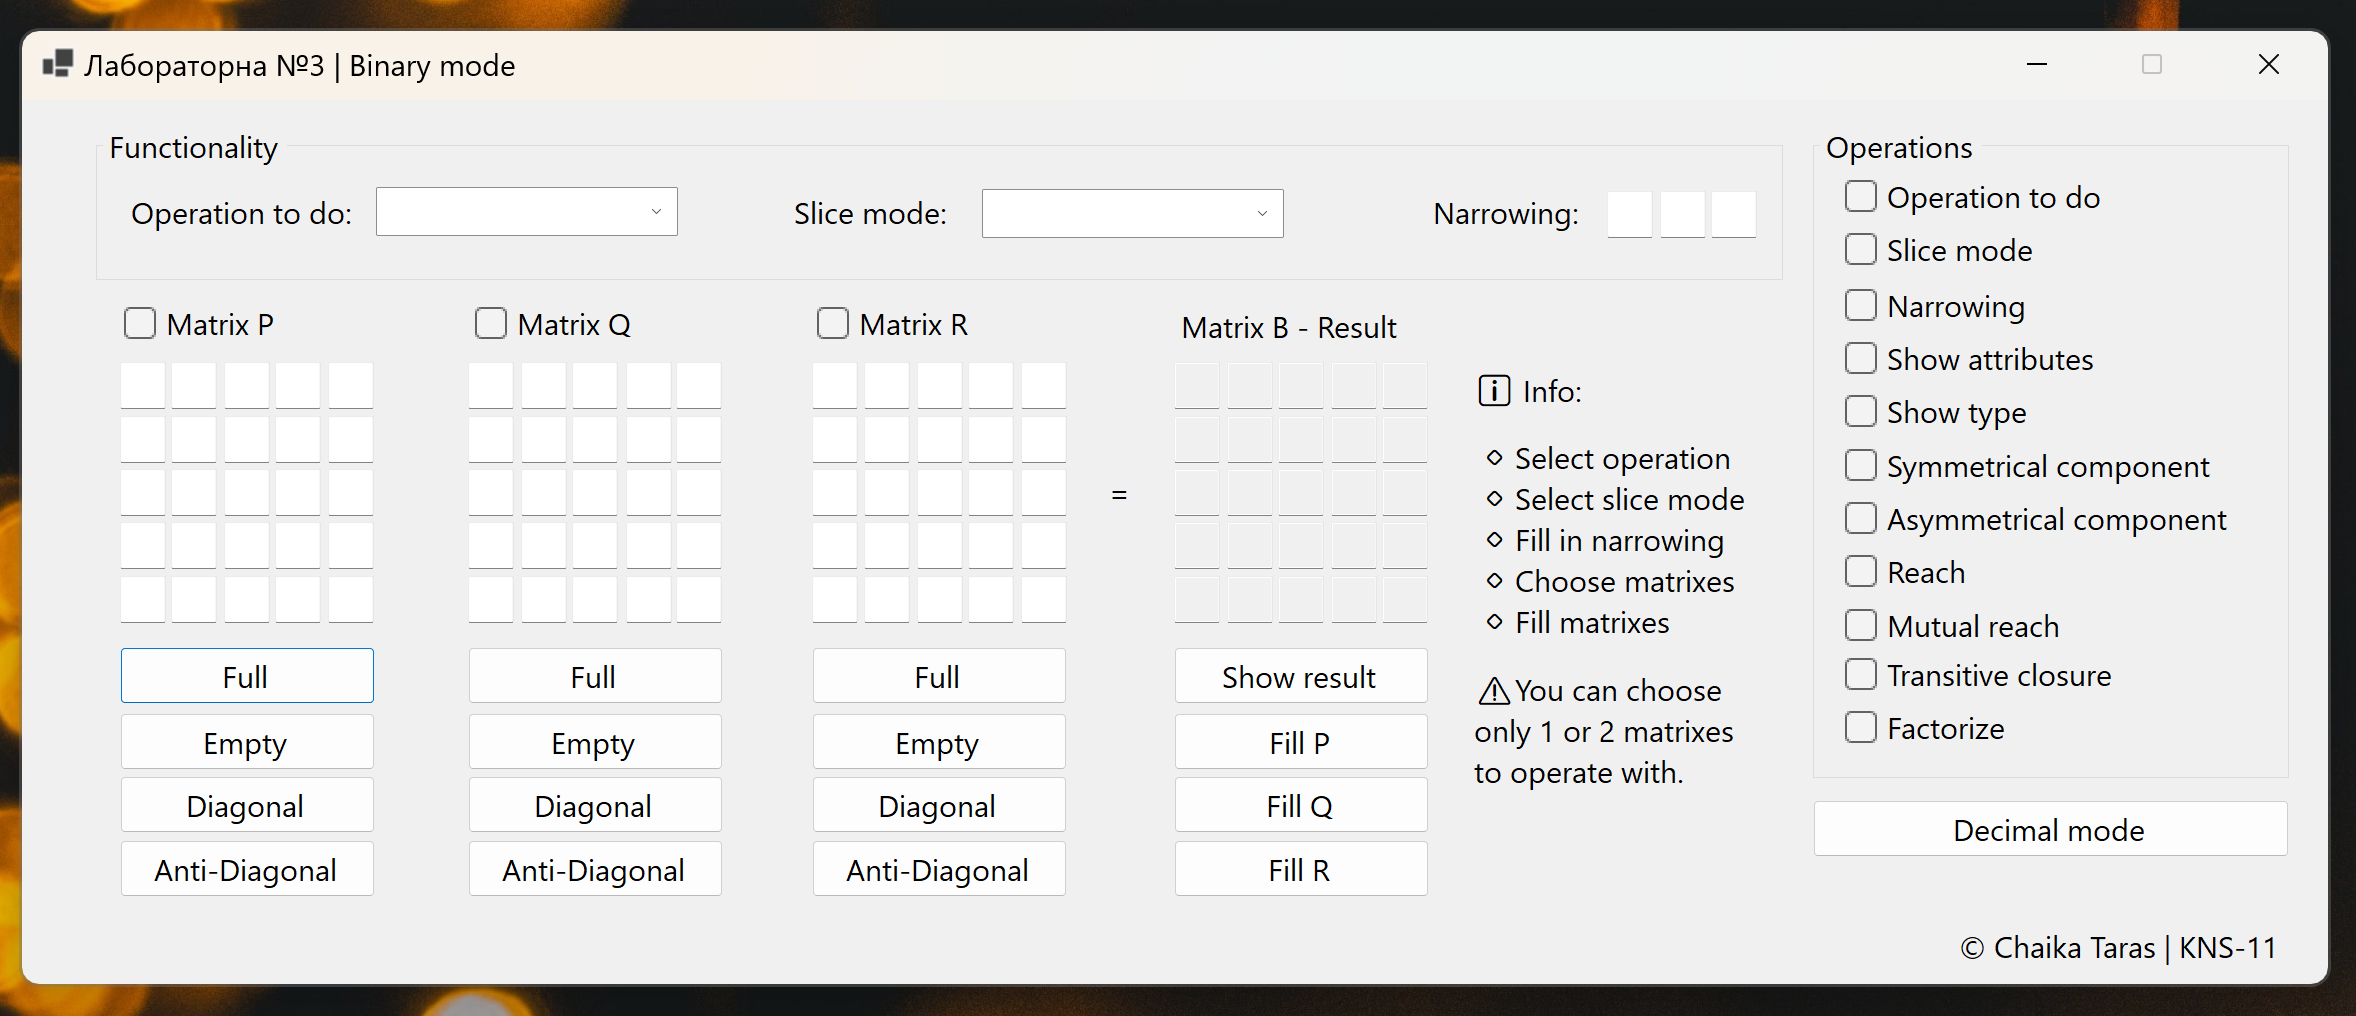 Лабораторна №3 | Binary mode
Functionality
Operation to do:
Slice mode:
Narrowing:
Matrix P
Matrix Q
Matrix R
=
Matrix B - Result
Full
Empty
Diagonal
Anti-Diagonal
Full
Empty
Diagonal
Anti-Diagonal
Full
Empty
Diagonal
Anti-Diagonal
Show result
Fill P
Fill Q
Fill R
Info:
Select operation
Select slice mode
Fill in narrowing
Choose matrixes
Fill matrixes
You can choose
only 1 or 2 matrixes
to operate with.
Operations
Operation to do
Slice mode
Narrowing
Show attributes
Show type
Symmetrical component
Asymmetrical component
Reach
Mutual reach
Transitive closure
Factorize
Decimal mode
© Chaika Taras | KNS-11